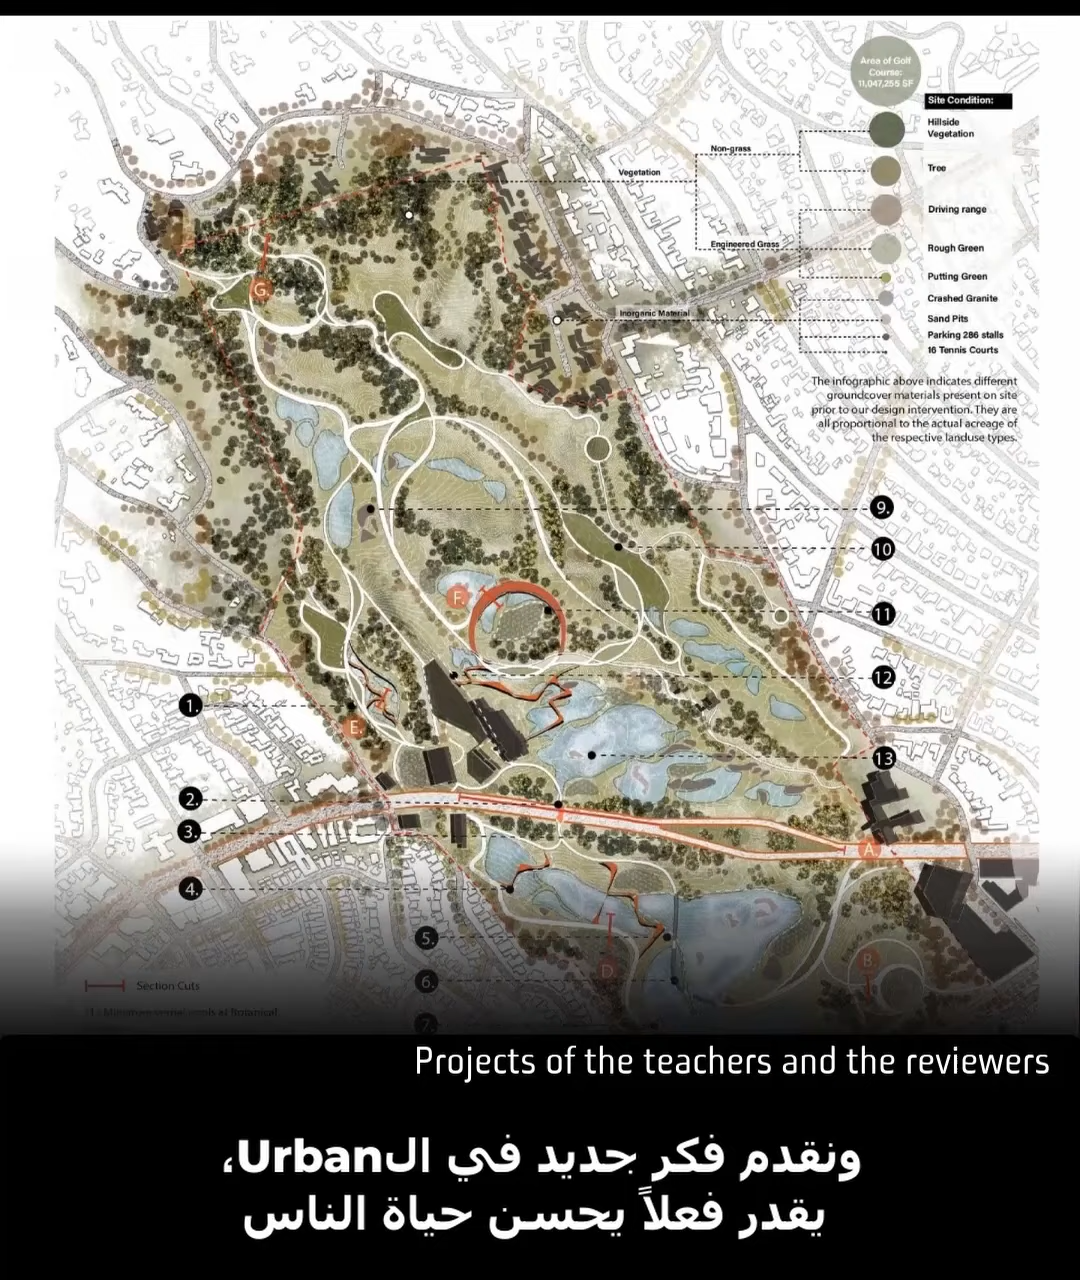 Area of Golf
Course:
11,047,255 SF
Site Condition:
Hillside
Vegetation
Non-grass
Tree
Vegetation
Driving range
Engineered Grass
Rough Green
Putting Green
Crashed Granite
Inorganic Material
Sand Pits
Parking 286 stalls
16 Tennis Courts
The infographic above indicates different
groundcover materials present on site
prior to our design intervention. They are
all proportional to the actual acreage of
the respective landuse types.
G.
9.
10
F.
11
12
1.
E.
13
2.
3.
A.
4.
5.
D.
B.
6.
Section Cuts
7.
Projects of the teachers and the reviewers
ونقدم فكر جديد في الUrban،
يقدر فعلاً يحسن حياة الناس